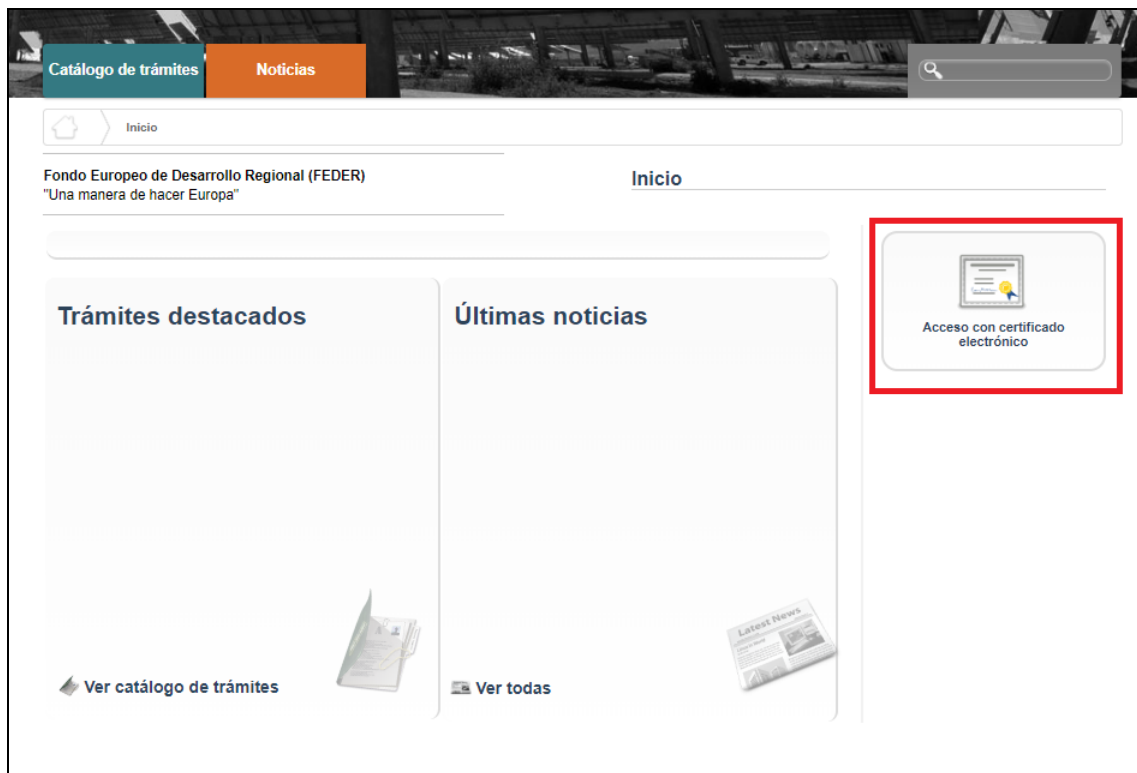 Catálogo de trámites
Noticias
Inicio
Fondo Europeo de Desarrollo Regional (FEDER)
"Una manera de hacer Europa"
Inicio
Trámites destacados
Últimas noticias
Acceso con certificado
electrónico
Latest News
Ver catálogo de trámites
Ver todas